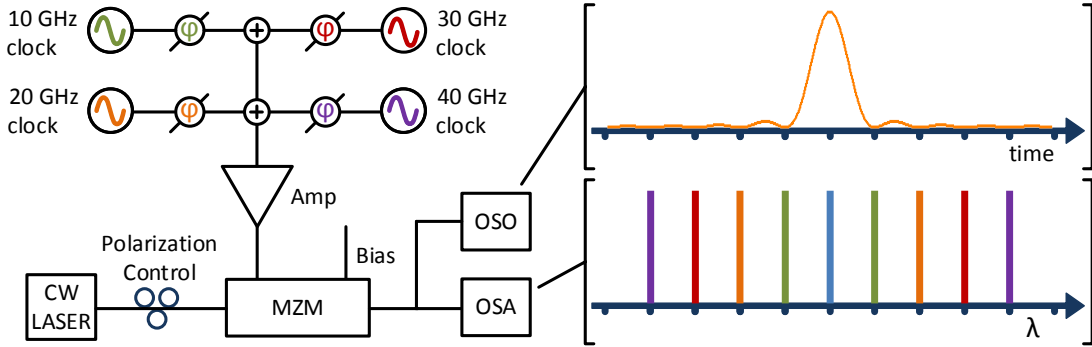 10 GHz
clock
φ
+
φ
30 GHz
clock
20 GHz
clock
φ
+
φ
40 GHz
clock
Amp
Polarization
Control
Bias
CW
LASER
MZM
OSO
OSA
time
λ